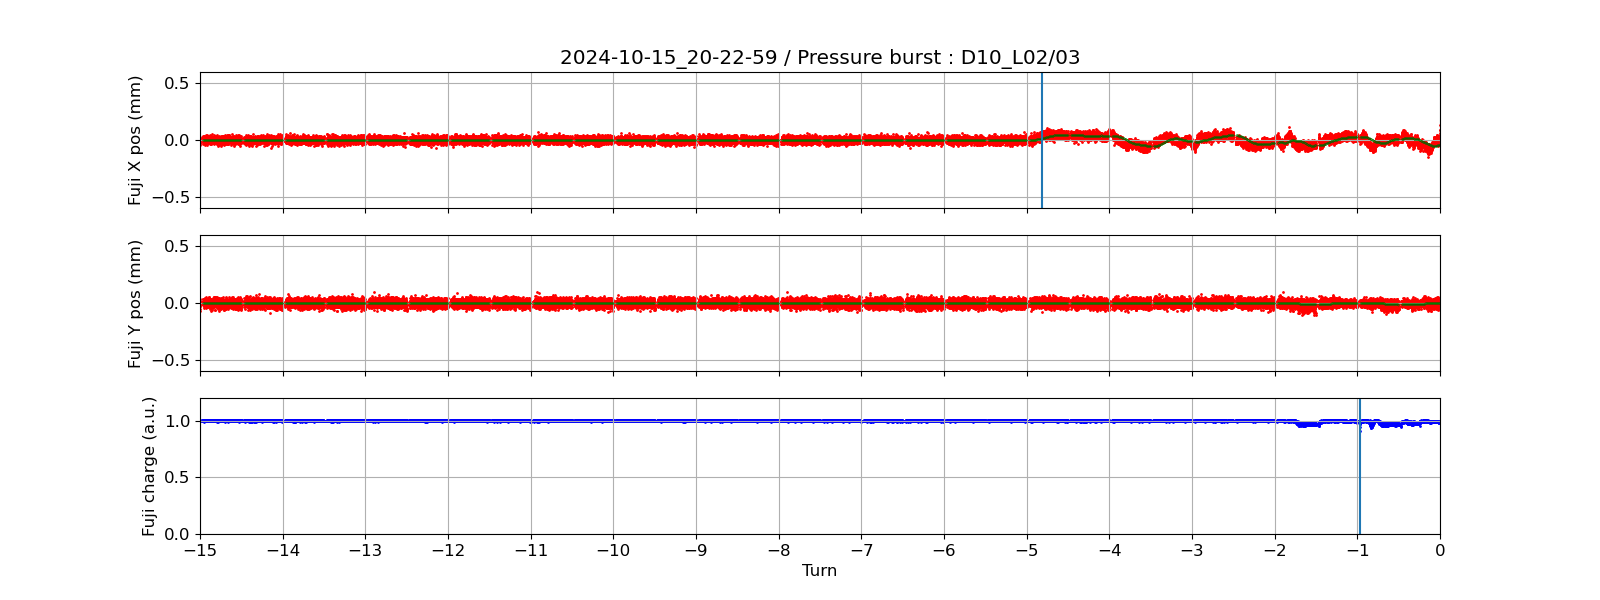 2024-10-15_20-22-59 / Pressure burst : D10_L02/03
Fuji X pos (mm)
0.5
0.0
−0.5
Fuji Y pos (mm)
0.5
0.0
−0.5
Fuji charge (a.u.)
1.0
0.5
0.0
−15 −14 −13 −12 −11 −10 −9 −8 −7 −6 −5 −4 −3 −2 −1 0
Turn